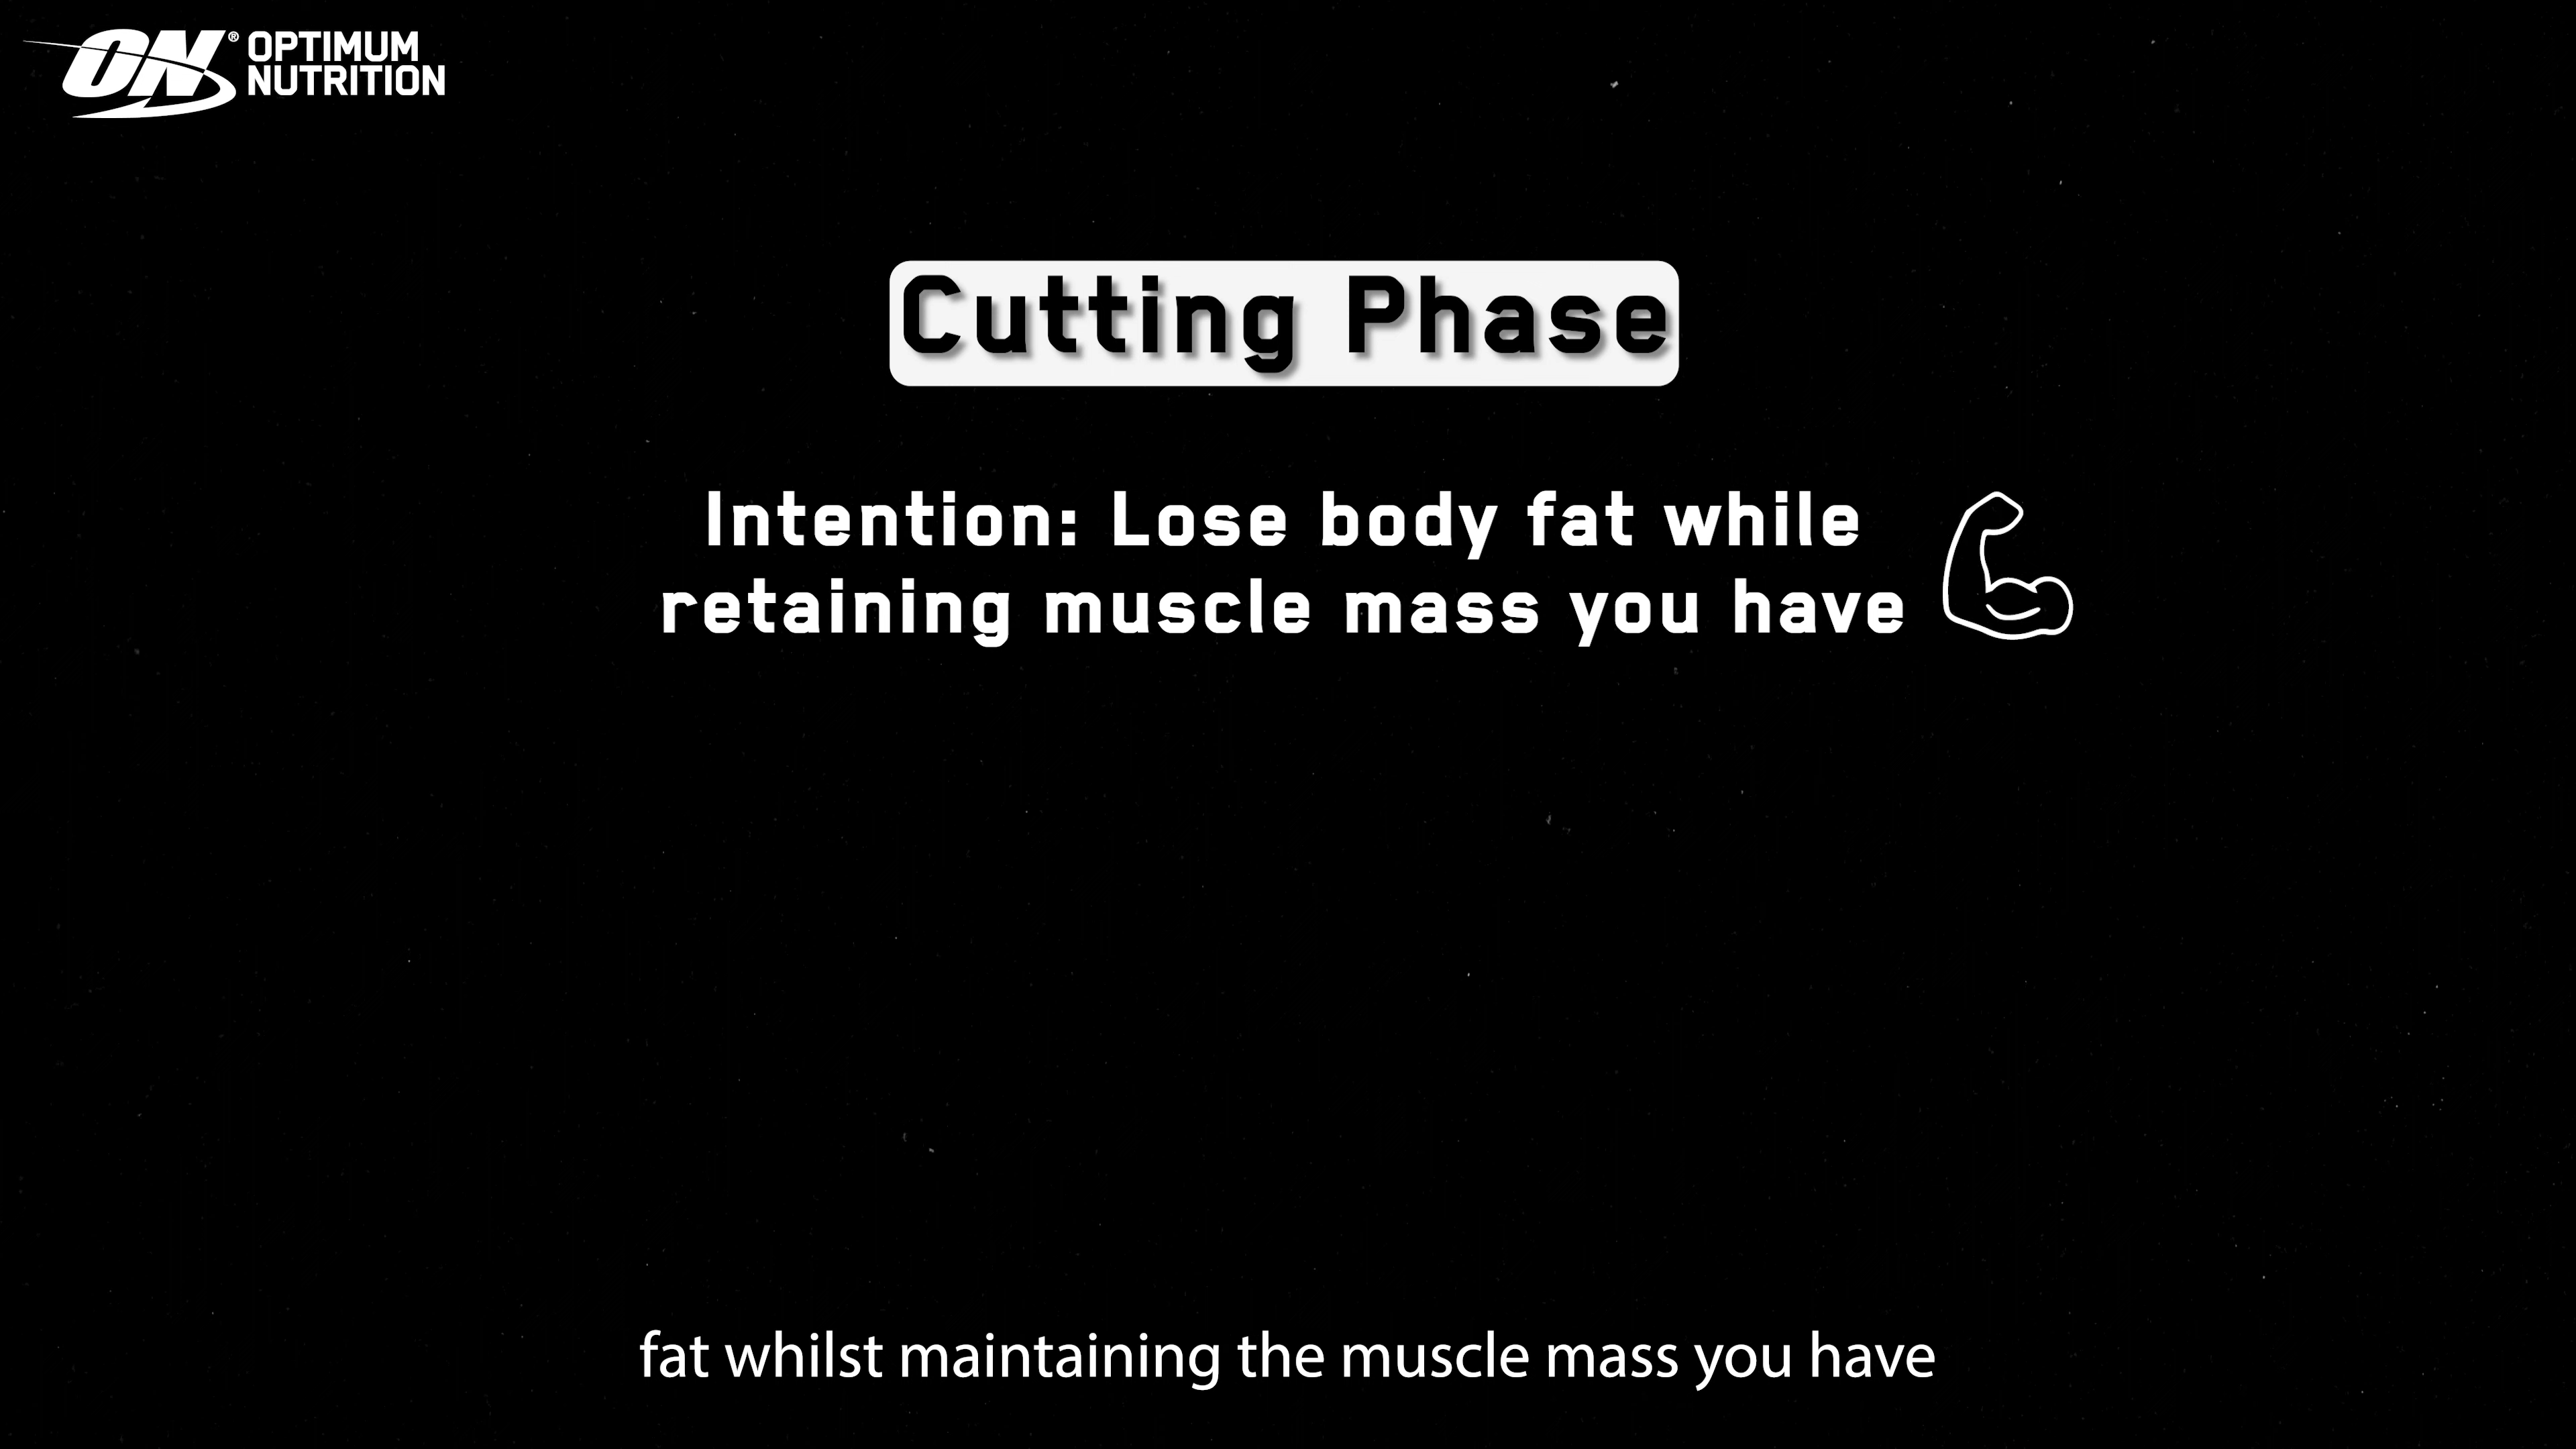 ON® OPTIMUM
NUTRITION
Cutting Phase
Intention: Lose body fat while
retaining muscle mass you have
fat whilst maintaining the muscle mass you have